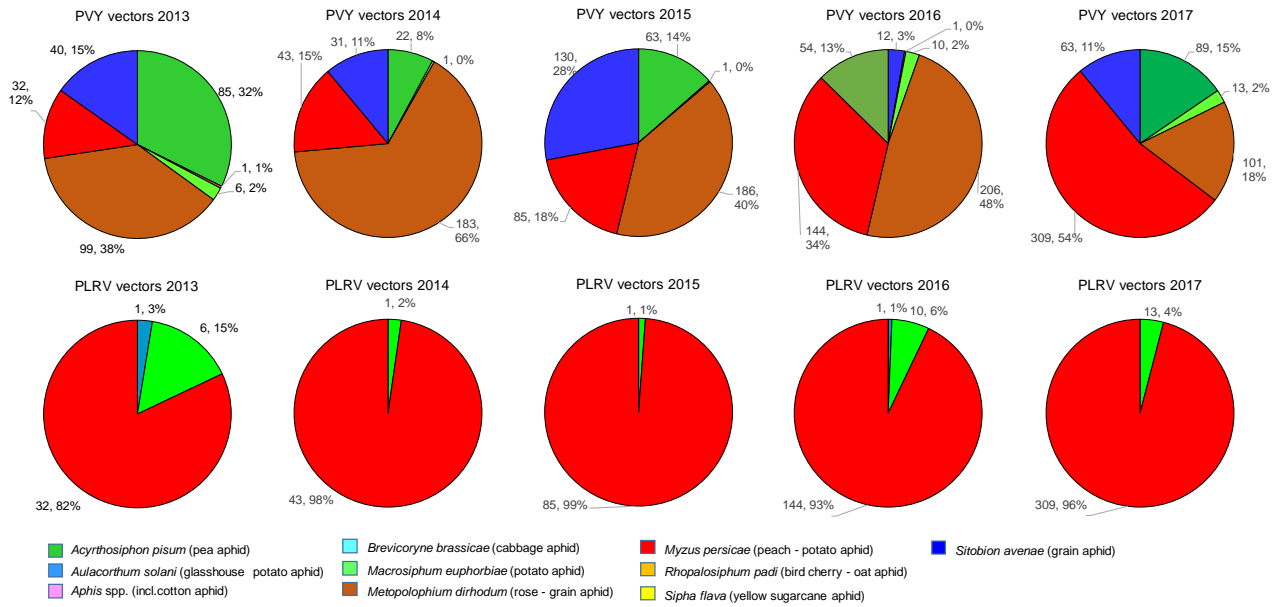 PVY vectors 2013
40, 15%
85, 32%
32,
12%
1, 1%
6, 2%
99, 38%
PVY vectors 2014
31, 11%
22, 8%
43, 15%
1, 0%
183,
66%
PVY vectors 2015
130,
28%
63, 14%
1, 0%
85, 18%
186,
40%
PVY vectors 2016
54, 13%
12, 3%
1, 0%
10, 2%
144,
34%
206,
48%
PVY vectors 2017
63, 11%
89, 15%
13, 2%
101,
18%
309, 54%
PLRV vectors 2013
1, 3%
6, 15%
32, 82%
PLRV vectors 2014
1, 2%
43, 98%
PLRV vectors 2015
1, 1%
85, 99%
PLRV vectors 2016
1, 1%
10, 6%
144, 93%
PLRV vectors 2017
13, 4%
309, 96%
Acyrthosiphon pisum (pea aphid)
Aulacorthum solani (glasshouse potato aphid)
Aphis spp. (incl.cotton aphid)
Brevicoryne brassicae (cabbage aphid)
Macrosiphum euphorbiae (potato aphid)
Metopolophium dirhodum (rose - grain aphid)
Myzus persicae (peach - potato aphid)
Rhopalosiphum padi (bird cherry - oat aphid)
Sipha flava (yellow sugarcane aphid)
Sitobion avenae (grain aphid)